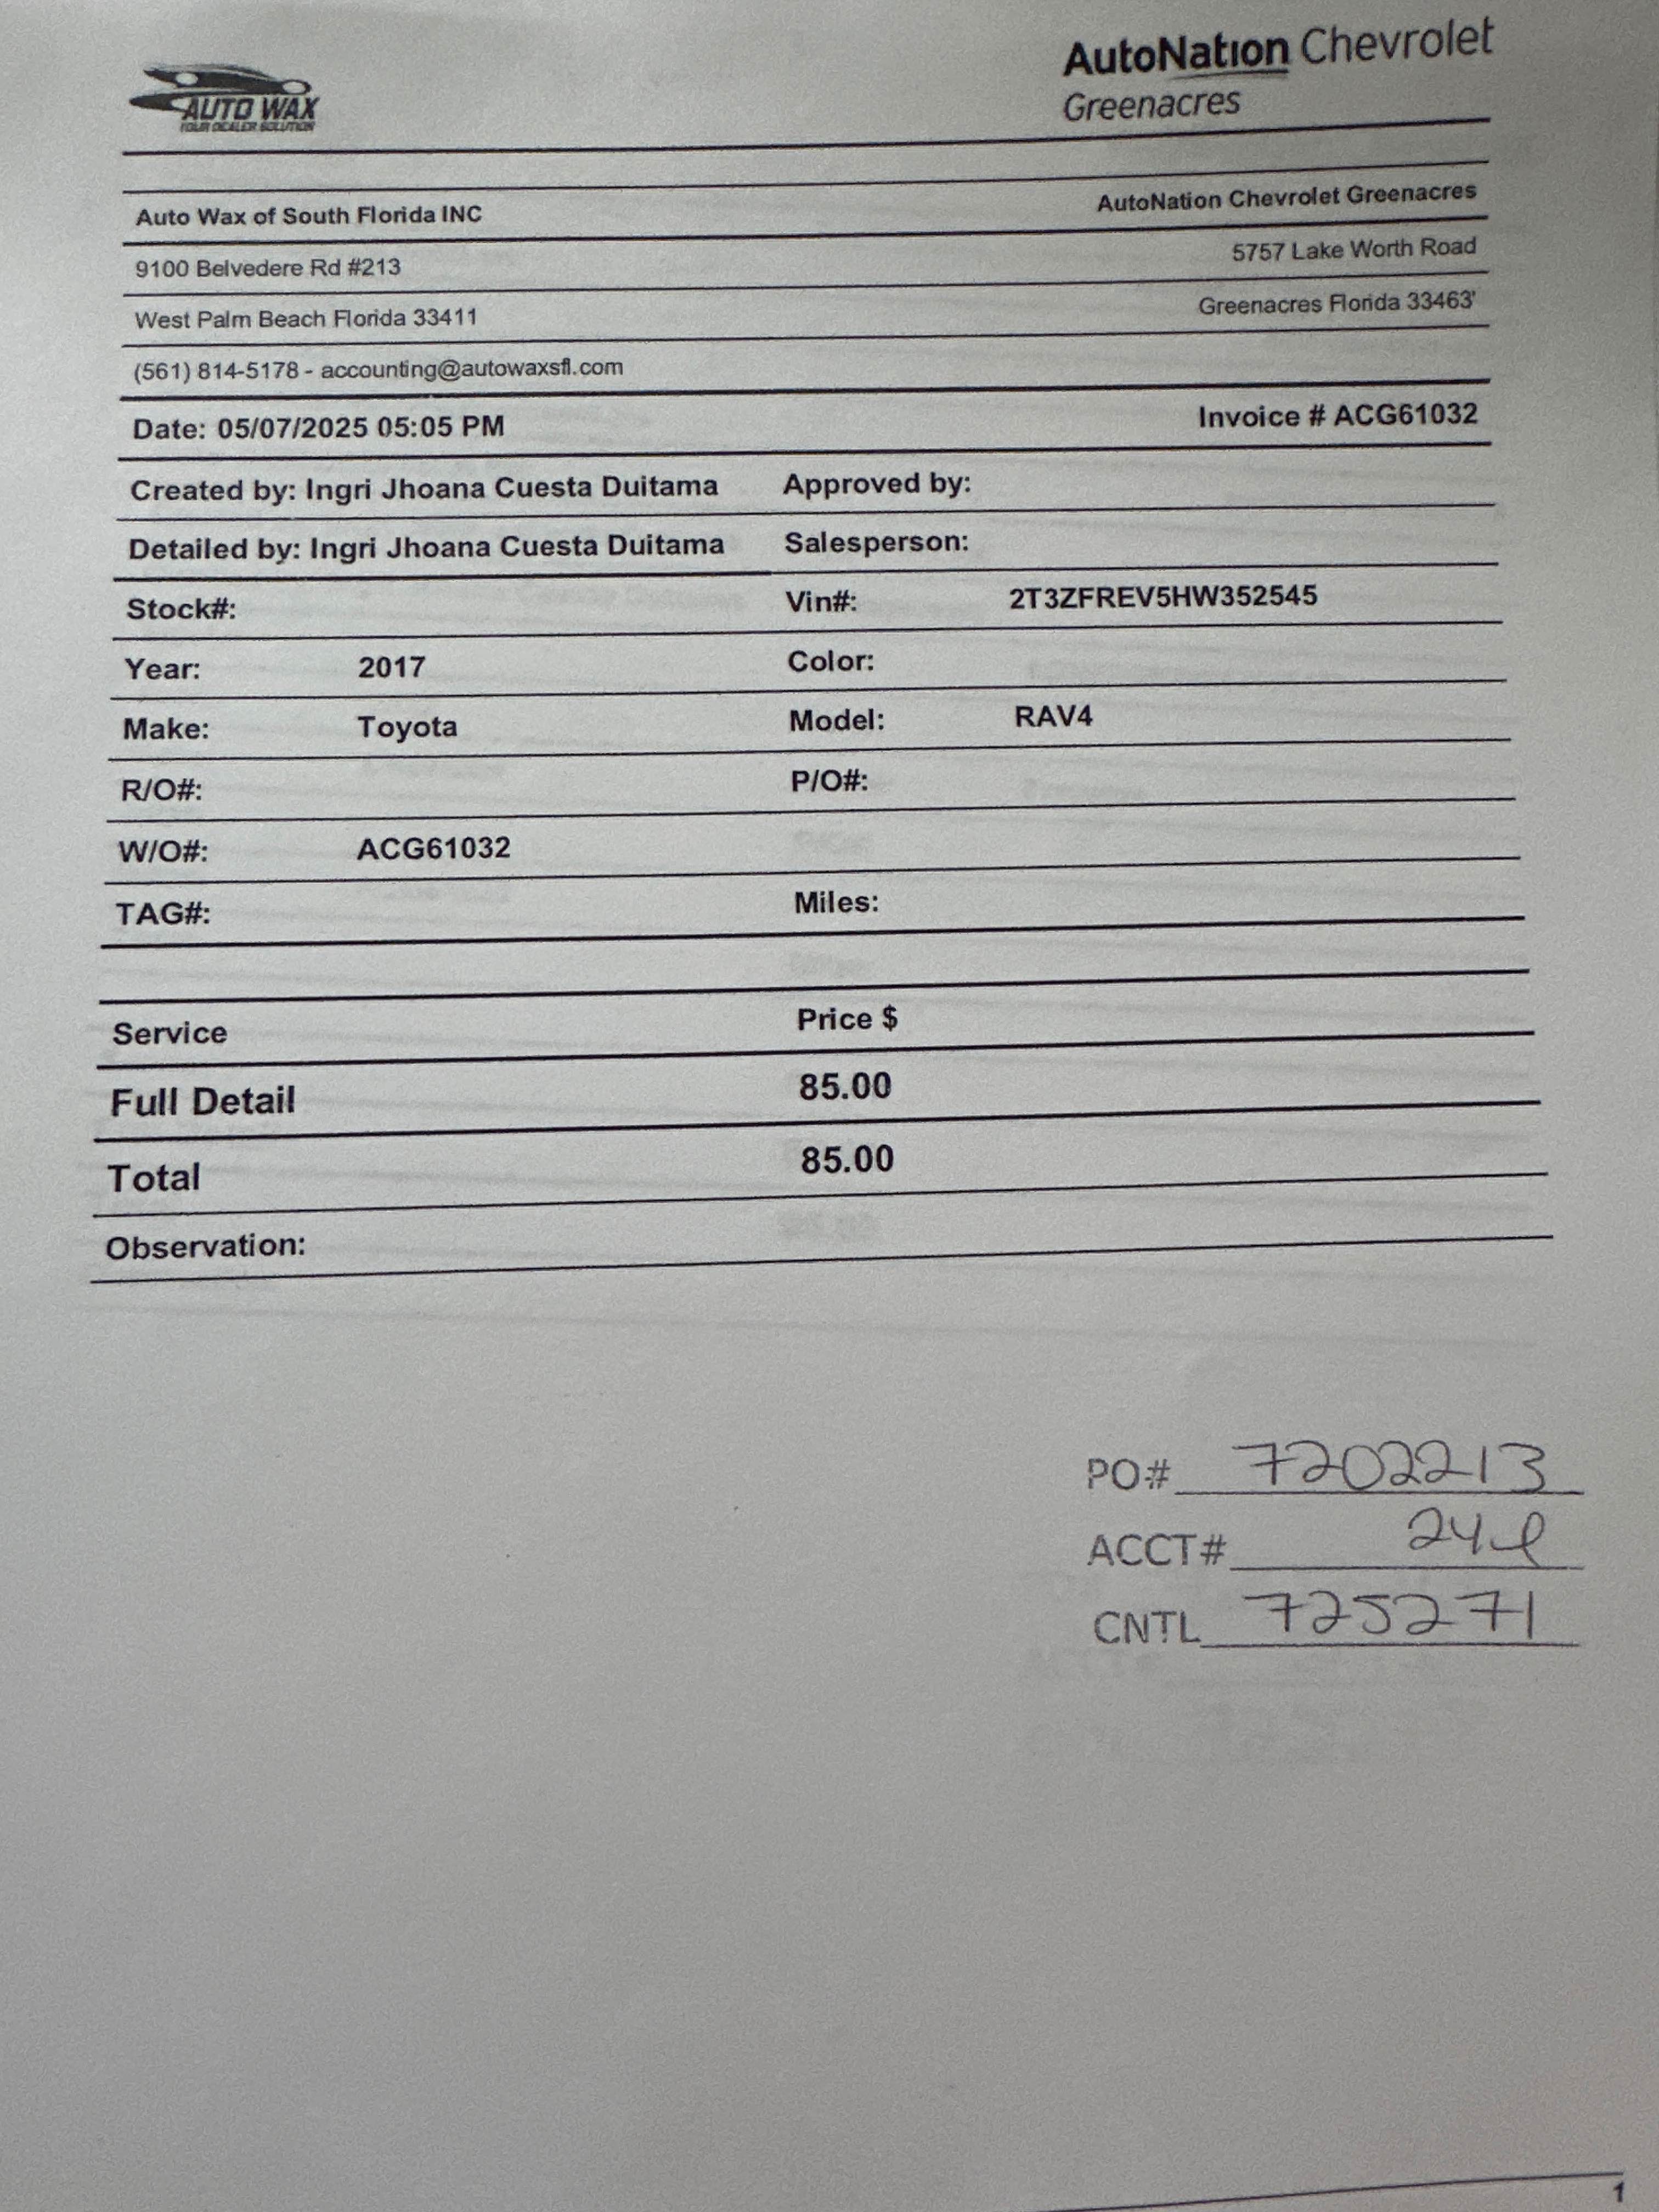 AUTO WAX
YOUR DEALER SOLUTION
AutoNation Chevrolet
Greenacres
Auto Wax of South Florida INC
AutoNation Chevrolet Greenacres
9100 Belvedere Rd #213
5757 Lake Worth Road
West Palm Beach Florida 33411
Greenacres Florida 33463'
(561) 814-5178 - accounting@autowaxsfl.com
Date: 05/07/2025 05:05 PM
Invoice # ACG61032
Created by: Ingri Jhoana Cuesta Duitama Approved by:
Detailed by: Ingri Jhoana Cuesta Duitama Salesperson:
Stock#: Vin#: 2T3ZFREV5HW352545
Year: 2017 Color:
Make: Toyota Model: RAV4
R/O#: P/O#:
W/O#: ACG61032
TAG#: Miles:
Service Price $
Full Detail 85.00
Total 85.00
Observation:
PO# 7202213
ACCT#
CNTL 725271
1